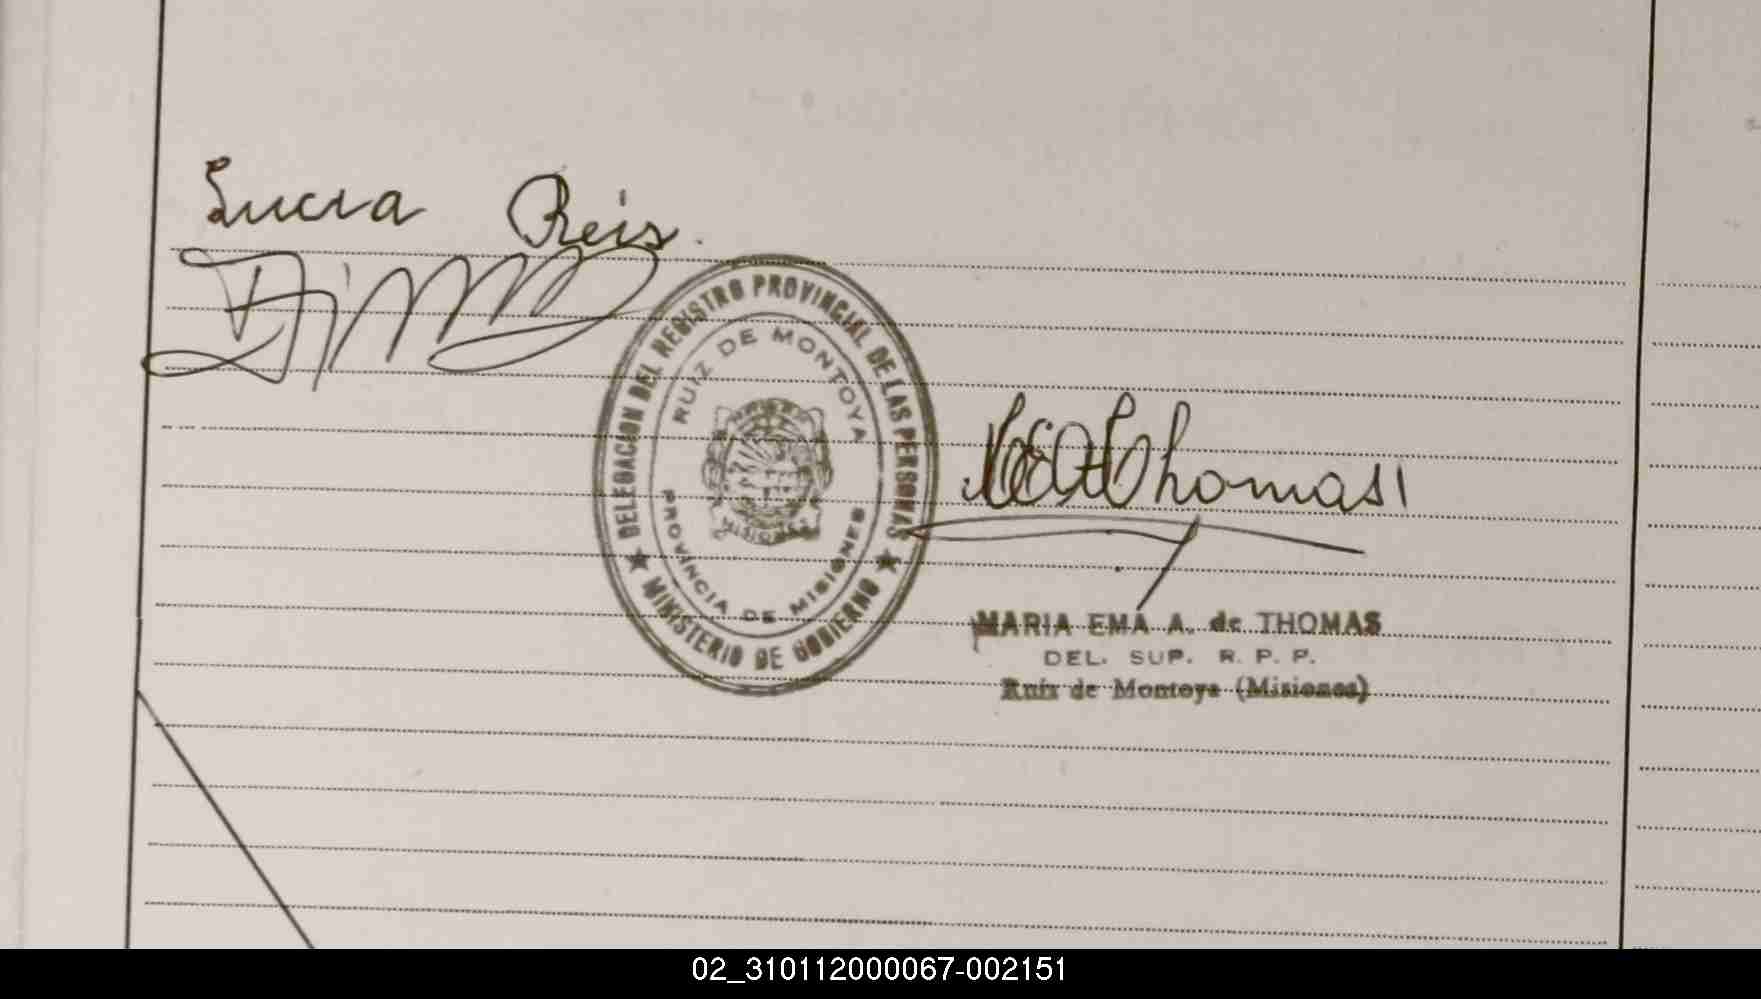 Lucia Reis.
DELEGACION DEL REGISTRO PROVINCIAL DE LAS PERSONAS
RUIZ DE MONTOYA
MISIONES
PROVINCIA DE MISIONES
★ MINISTERIO DE GOBIERNO ★
Thomas
MARIA EMA A. de THOMAS
DEL. SUP. R. P. P.
Ruiz de Montoya (Misiones)
02_310112000067-002151